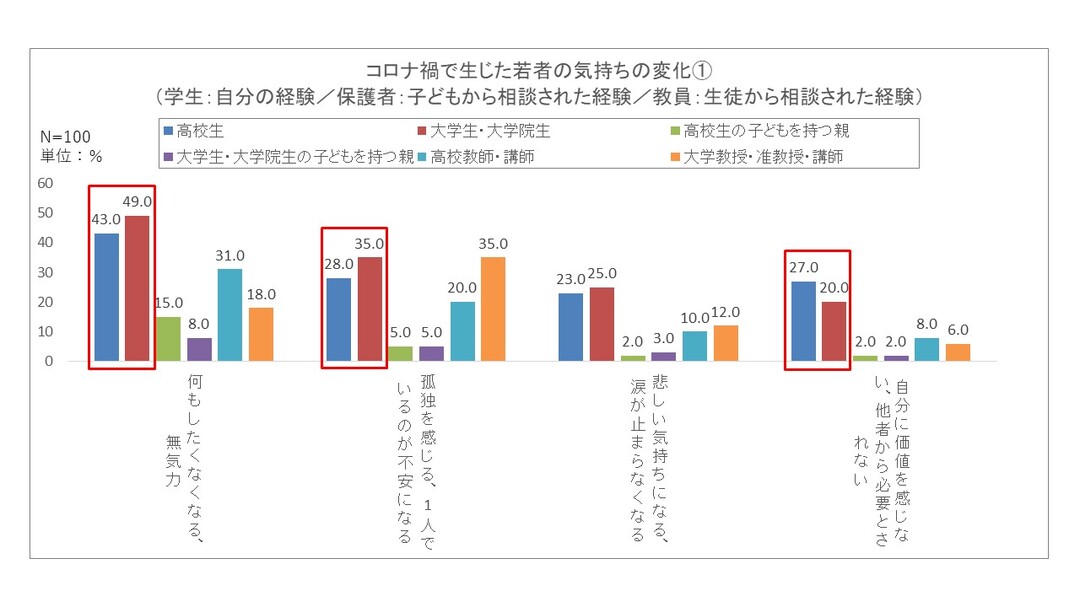 コロナ禍で生じた若者の気持ちの変化①
（学生：自分の経験／保護者：子どもから相談された経験／教員：生徒から相談された経験）
N=100
単位：％
高校生
大学生・大学院生
高校生の子どもを持つ親
大学生・大学院生の子どもを持つ親
高校教師・講師
大学教授・准教授・講師
60
50
40
30
20
10
0
43.0
49.0
15.0
8.0
31.0
18.0
28.0
35.0
5.0
5.0
20.0
35.0
23.0
25.0
2.0
3.0
10.0
12.0
27.0
20.0
2.0
2.0
8.0
6.0
何もしたくなくなる、
無気力
孤独を感じる、1人で
いるのが不安になる
悲しい気持ちになる、
涙が止まらなくなる
自分に価値を感じな
い、他者から必要とさ
れない